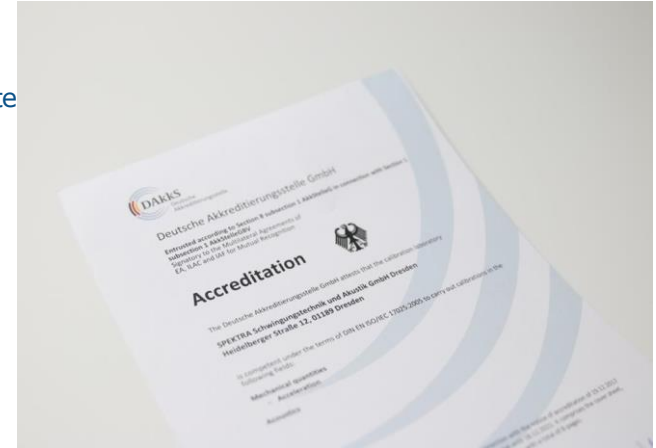 te
DAkkS
Deutsche
Akkreditierungsstelle
Deutsche Akkreditierungsstelle GmbH
Entrusted according to Section 8 subsection 1 AkkStelleG in connection with Section 1
subsection 1 AkkStelleGBV
Signatory to the Multilateral Agreements of
EA, ILAC and IAF for Mutual Recognition
Accreditation
The Deutsche Akkreditierungsstelle GmbH attests that the calibration laboratory
SPEKTRA Schwingungstechnik und Akustik GmbH Dresden
Heidelberger Straße 12, 01189 Dresden
is competent under the terms of DIN EN ISO/IEC 17025:2005 to carry out calibrations in the
following fields:
Mechanical quantities
- Acceleration
Acoustics